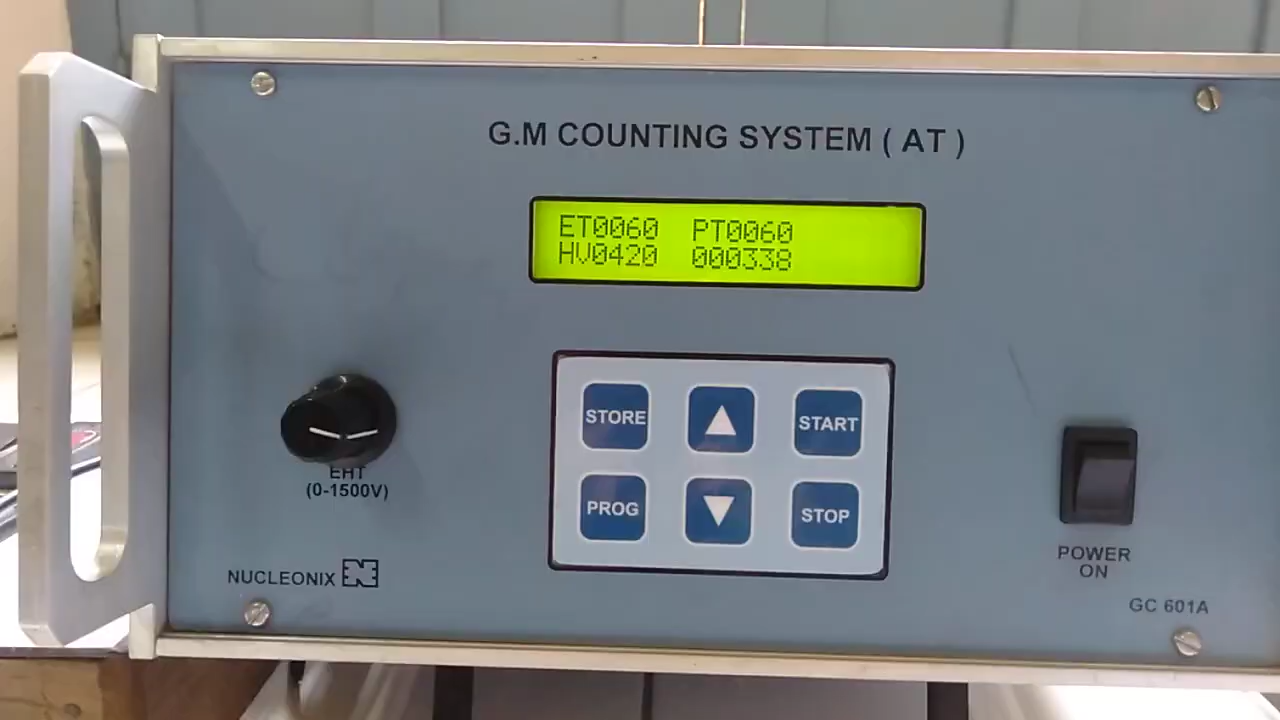 G.M COUNTING SYSTEM ( AT )
ET0060 PT0060
HV0420 000338
STORE
START
PROG
STOP
EHT
(0-1500V)
POWER
ON
NUCLEONIX
GC 601A